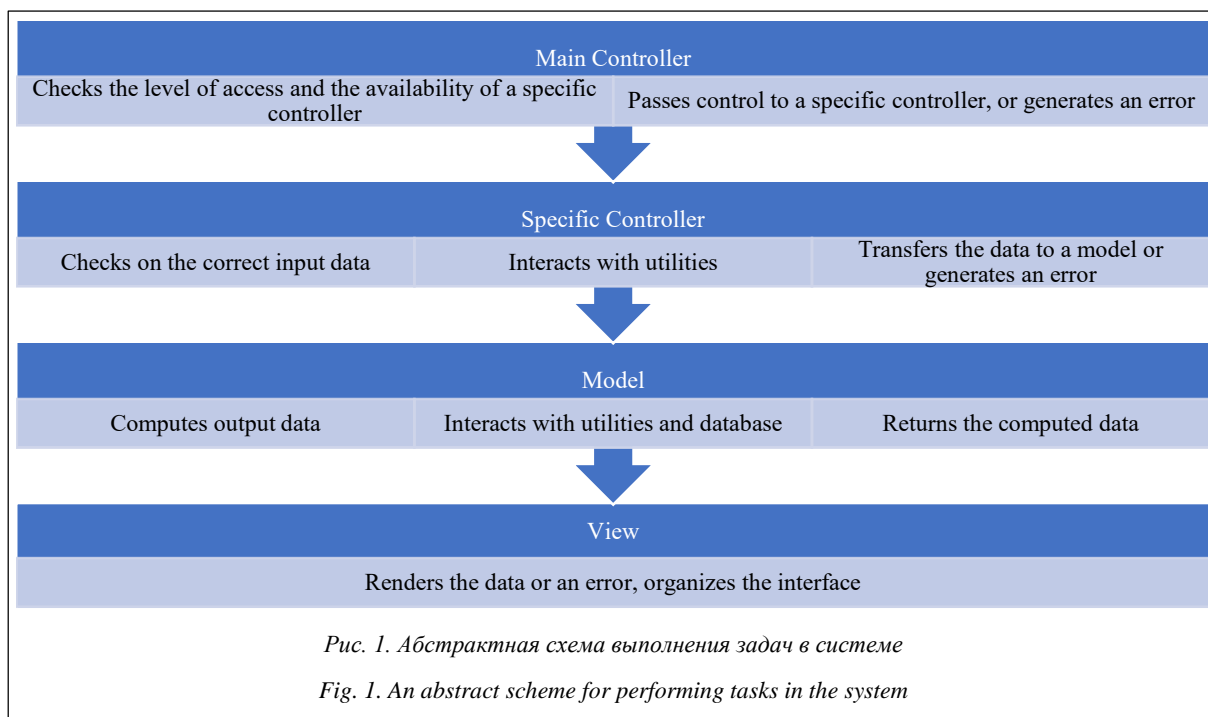 Main Controller
Checks the level of access and the availability of a specific
controller
Passes control to a specific controller, or generates an error
Specific Controller
Checks on the correct input data
Interacts with utilities
Transfers the data to a model or
generates an error
Model
Computes output data
Interacts with utilities and database
Returns the computed data
View
Renders the data or an error, organizes the interface
Рис. 1. Абстрактная схема выполнения задач в системе
Fig. 1. An abstract scheme for performing tasks in the system